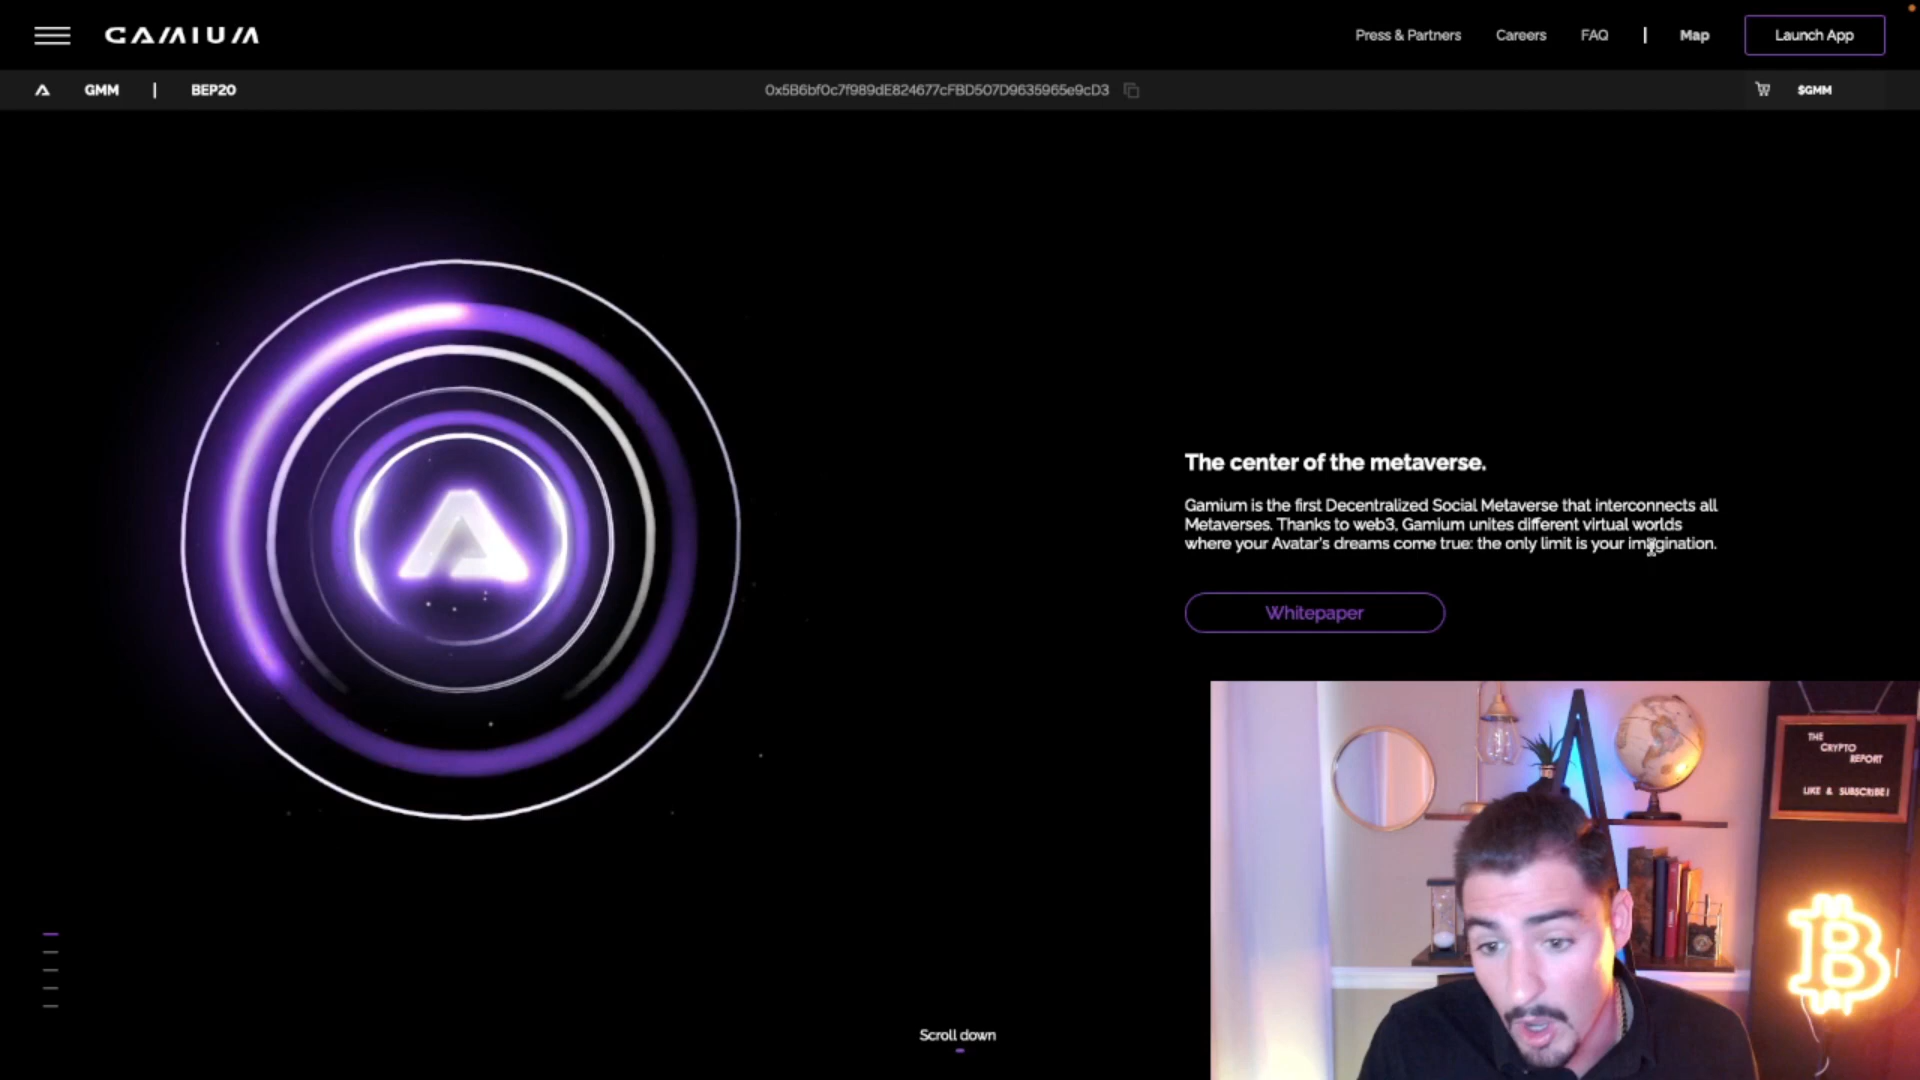 GAMIUM
Press & Partners
Careers
FAQ
|
Map
Launch App
GMM | BEP20
0x5B6bf0c7f989dE824677cFBD507D9635965e9cD3
$GMM
The center of the metaverse.
Gamium is the first Decentralized Social Metaverse that interconnects all
Metaverses. Thanks to web3, Gamium unites different virtual worlds
where your Avatar's dreams come true: the only limit is your imagination.
Whitepaper
THE
CRYPTO
REPORT
LIKE & SUBSCRIBE!
Scroll down